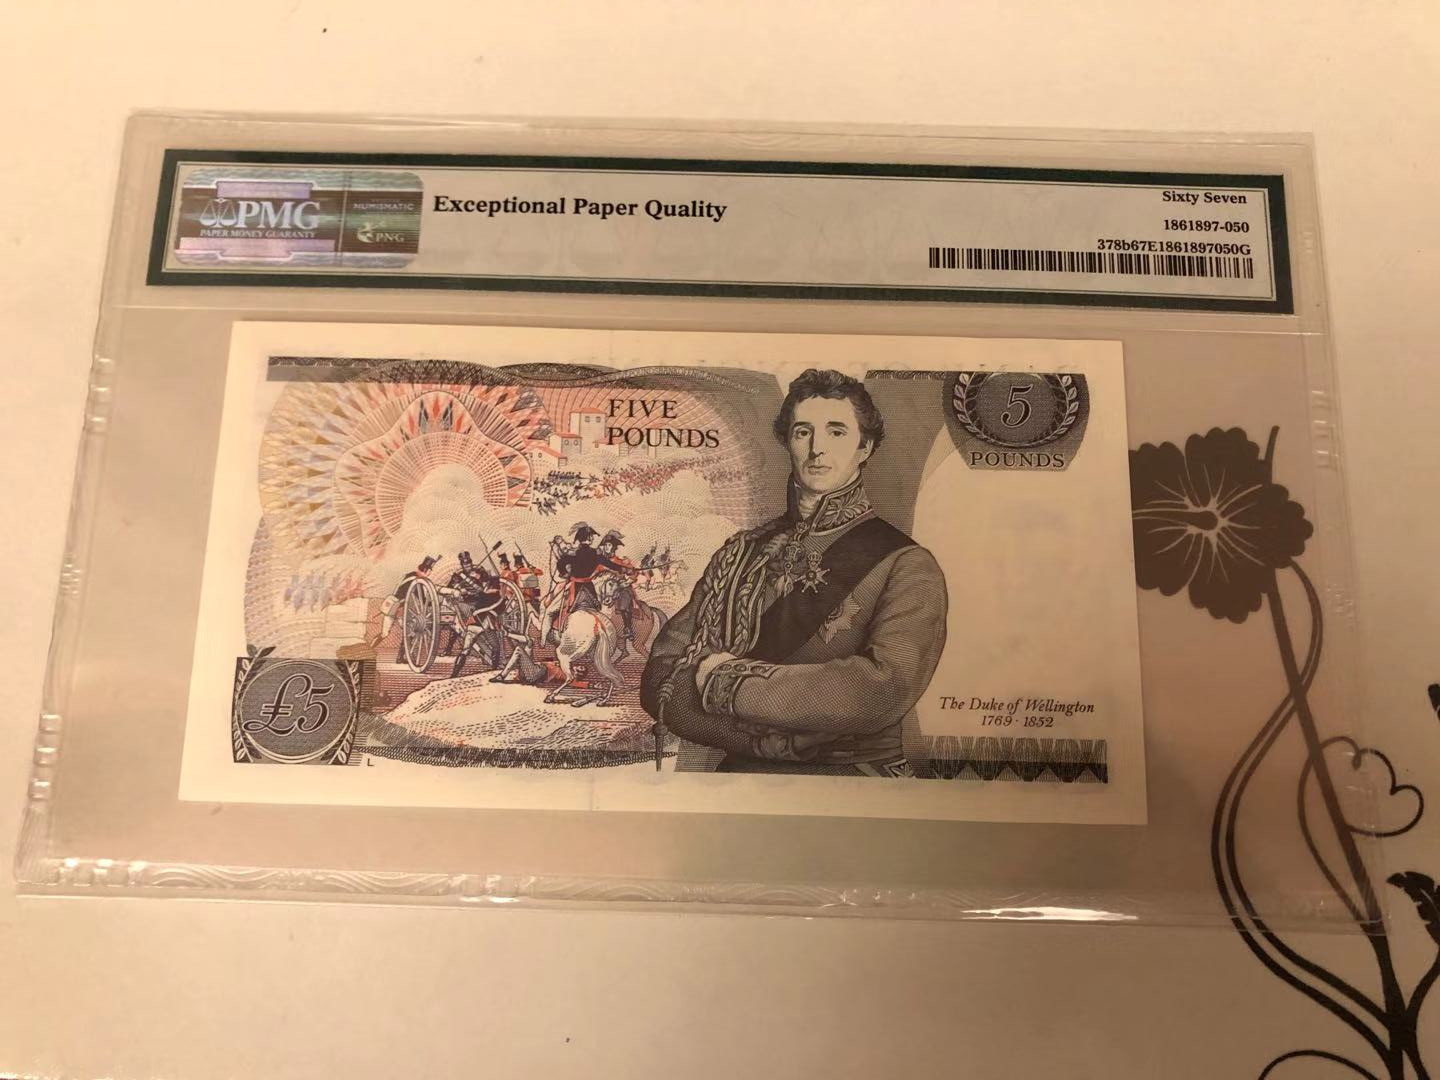 PMG
PAPER MONEY GUARANTY
NUMISMATIC
PNG
Exceptional Paper Quality
Sixty Seven
1861897-050
378b67E1861897050G
FIVE
POUNDS
5
POUNDS
£5
L
The Duke of Wellington
1769 · 1852